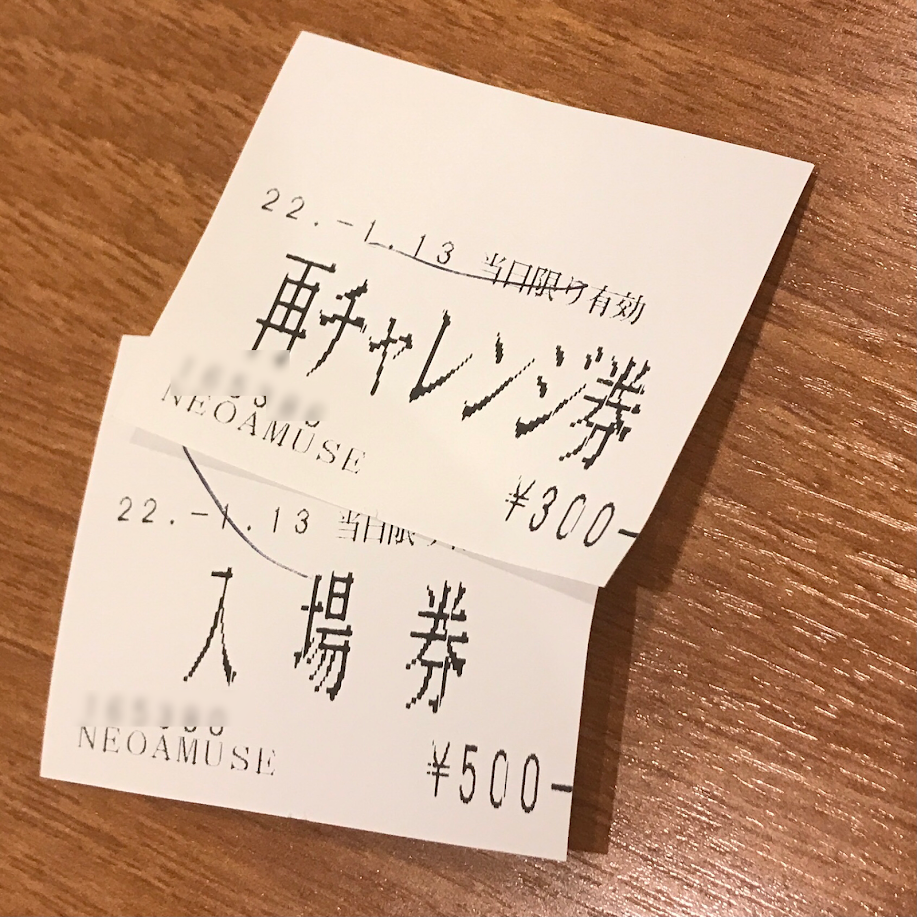 22.-1.13 当日限り有効
再チャレンジ券
NEOAMUSE
¥300-
22.-1.13 当日限り
入場券
NEOAMUSE
¥500-